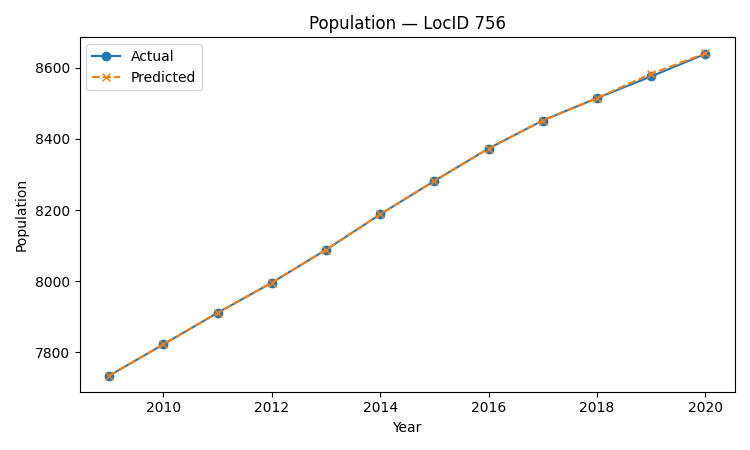 Population — LocID 756
Actual
Predicted
Population
8600
8400
8200
8000
7800
2010 2012 2014 2016 2018 2020
Year